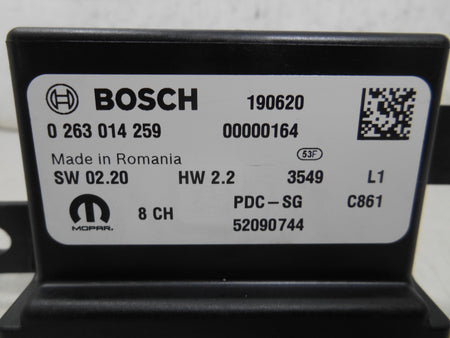 BOSCH 190620
0 263 014 259 00000164
Made in Romania 53F
SW 02.20 HW 2.2 3549 L1
8 CH PDC-SG C861
MOPAR. 52090744